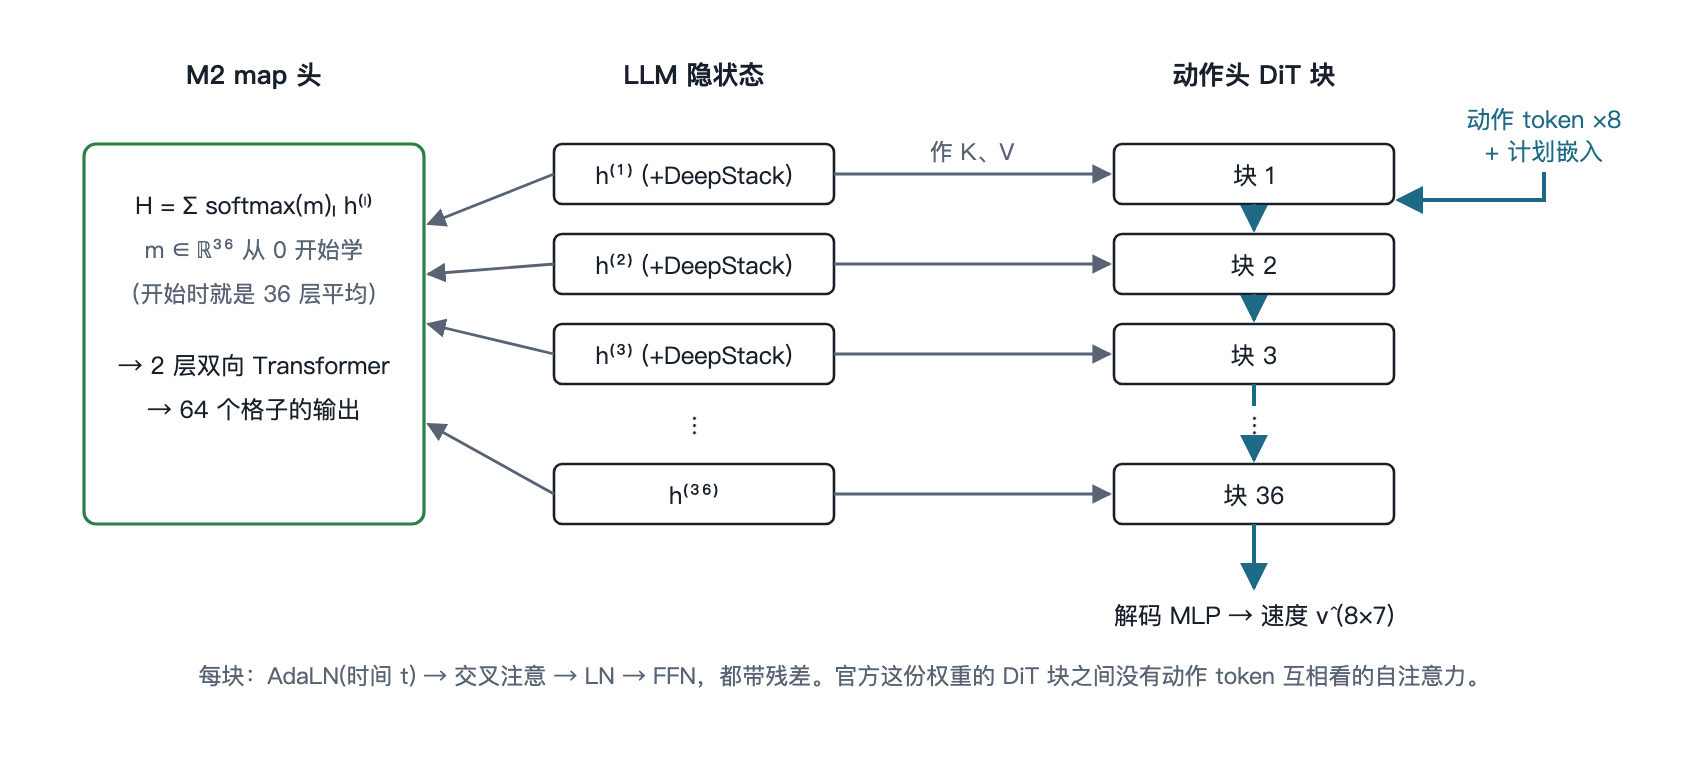 M2 map 头
LLM 隐状态
动作头 DiT 块
动作 token ×8
+ 计划嵌入
H = Σ softmax(m)ₗ h⁽ˡ⁾
m ∈ ℝ³⁶ 从 0 开始学
(开始时就是 36 层平均)
→ 2 层双向 Transformer
→ 64 个格子的输出
h⁽¹⁾ (+DeepStack)
作 K、V
块 1
h⁽²⁾ (+DeepStack)
块 2
h⁽³⁾ (+DeepStack)
块 3
⋮
⋮
h⁽³⁶⁾
块 36
解码 MLP → 速度 v̂ (8×7)
每块：AdaLN(时间 t) → 交叉注意 → LN → FFN，都带残差。官方这份权重的 DiT 块之间没有动作 token 互相看的自注意力。